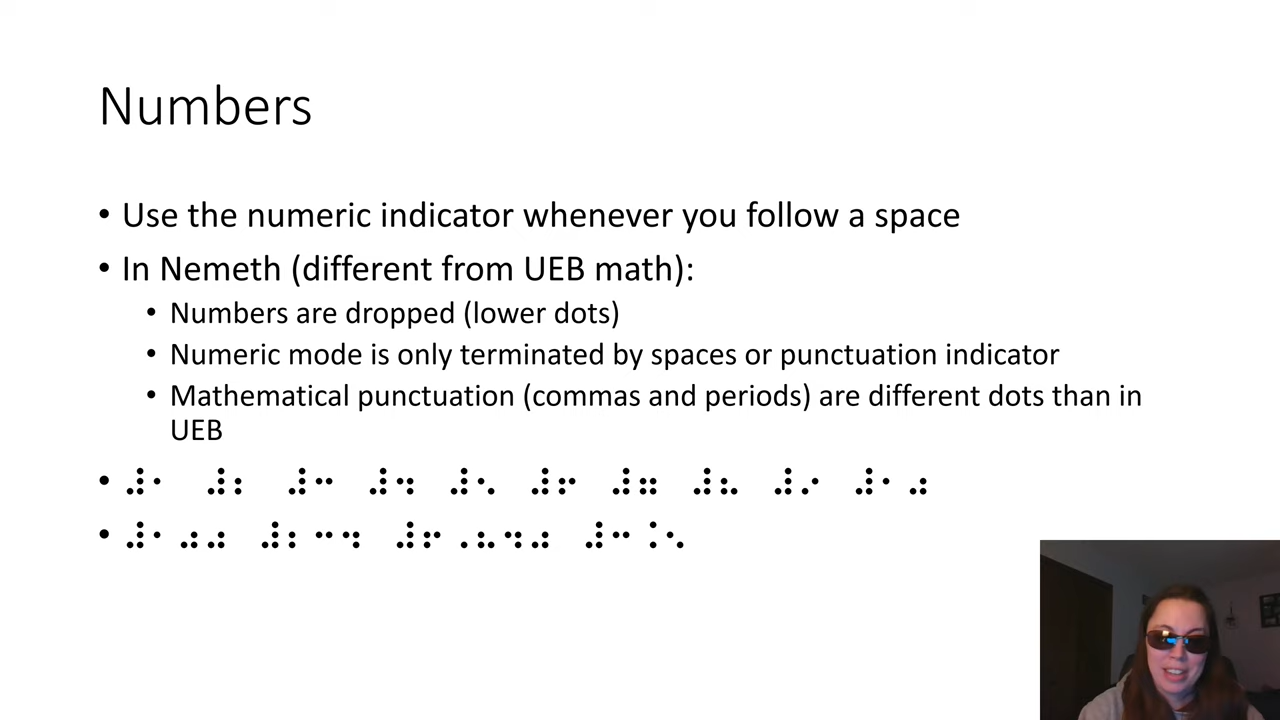 Numbers
• Use the numeric indicator whenever you follow a space
• In Nemeth (different from UEB math):
• Numbers are dropped (lower dots)
• Numeric mode is only terminated by spaces or punctuation indicator
• Mathematical punctuation (commas and periods) are different dots than in
UEB
• ⠼⠂ ⠼⠆ ⠼⠒ ⠼⠲ ⠼⠢ ⠼⠖ ⠼⠶ ⠼⠦ ⠼⠔ ⠼⠂⠴
• ⠼⠂⠴⠴ ⠼⠆⠒⠲ ⠼⠖⠠⠦⠲⠴ ⠼⠒⠨⠢